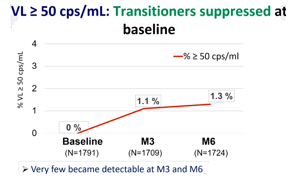 VL ≥ 50 cps/mL: Transitioners suppressed at
baseline
% VL ≥ 50 cps/mL
4
3
2
1
0
% ≥ 50 cps/ml
0 %
1.1 %
1.3 %
Baseline M3 M6
(N=1791) (N=1709) (N=1724)
➢ Very few became detectable at M3 and M6